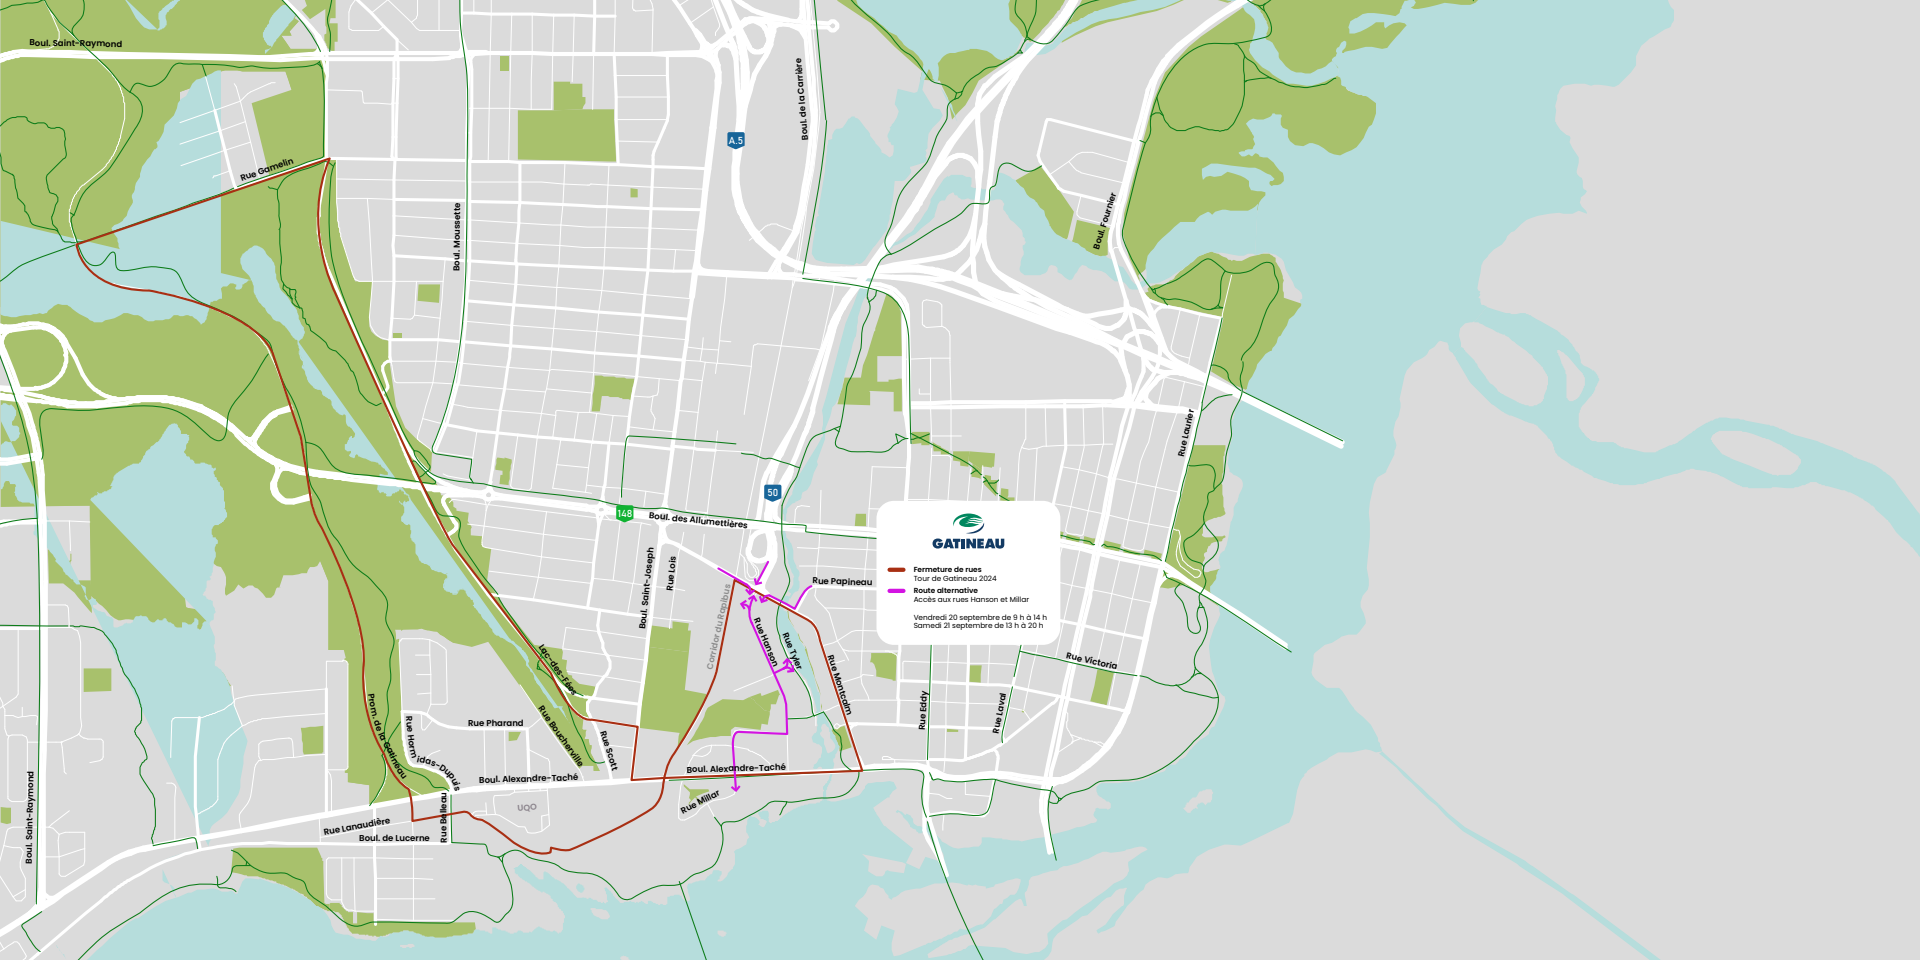 Boul. Saint-Raymond
Boul. de la Carrière
A.5
Rue Gamelin
Boul. Moussette
Boul. Fournier
Rue Laurier
50
148
Boul. des Allumettières
GATINEAU
Fermeture de rues
Tour de Gatineau 2024
Route alternative
Accès aux rues Hanson et Millar
Vendredi 20 septembre de 9 h à 14 h
Samedi 21 septembre de 13 h à 20 h
Boul. Saint-Joseph
Rue Lois
Corridor du Rapibus
Rue Papineau
Rue Hanson
Rue Tyler
Rue Montcalm
Lac-des-Fées
Rue Victoria
Rue Eddy
Rue Laval
Prom. de la Gatineau
Rue Horm
idas-Dupuis
Rue Pharand
Rue Boucherville
Rue Scott
Boul. Alexandre-Taché
Boul. Alexandre-Taché
Rue Millar
UQO
Rue Belleau
Rue Lanaudière
Boul. de Lucerne
Boul. Saint-Raymond